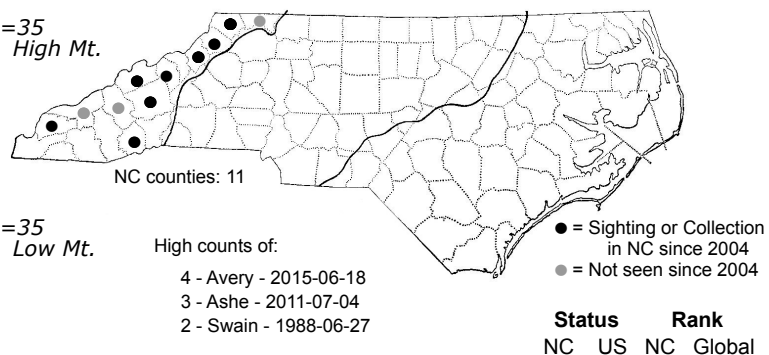 =35
High Mt.
NC counties: 11
=35
Low Mt.
High counts of:
4 - Avery - 2015-06-18
3 - Ashe - 2011-07-04
2 - Swain - 1988-06-27
= Sighting or Collection
in NC since 2004
= Not seen since 2004
Status Rank
NC US NC Global